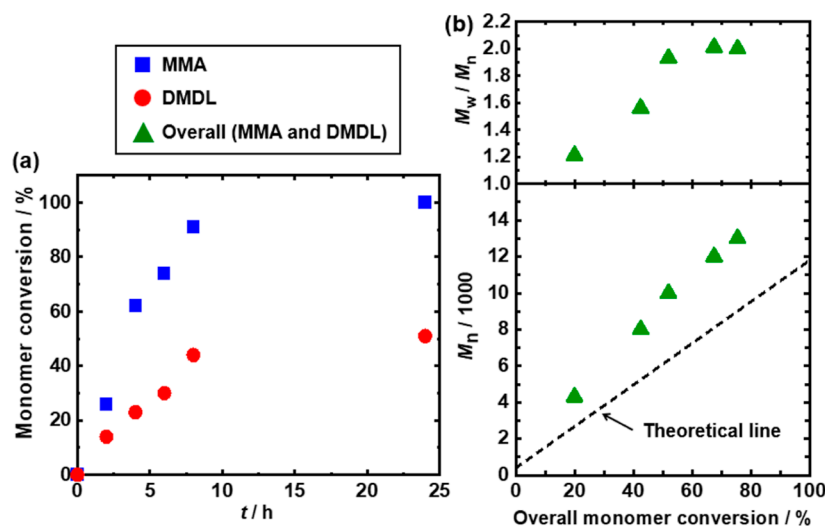 MMA
DMDL
Overall (MMA and DMDL)
(a)
100
80
60
40
20
0
Monomer conversion / %
0
5
10
15
20
25
t / h
(b)
2.0
1.8
1.6
1.4
1.2
1.0
Mw / Mn
14
12
10
8
6
4
2
0
Mn / 1000
Theoretical line
0
20
40
60
80
100
Overall monomer conversion / %